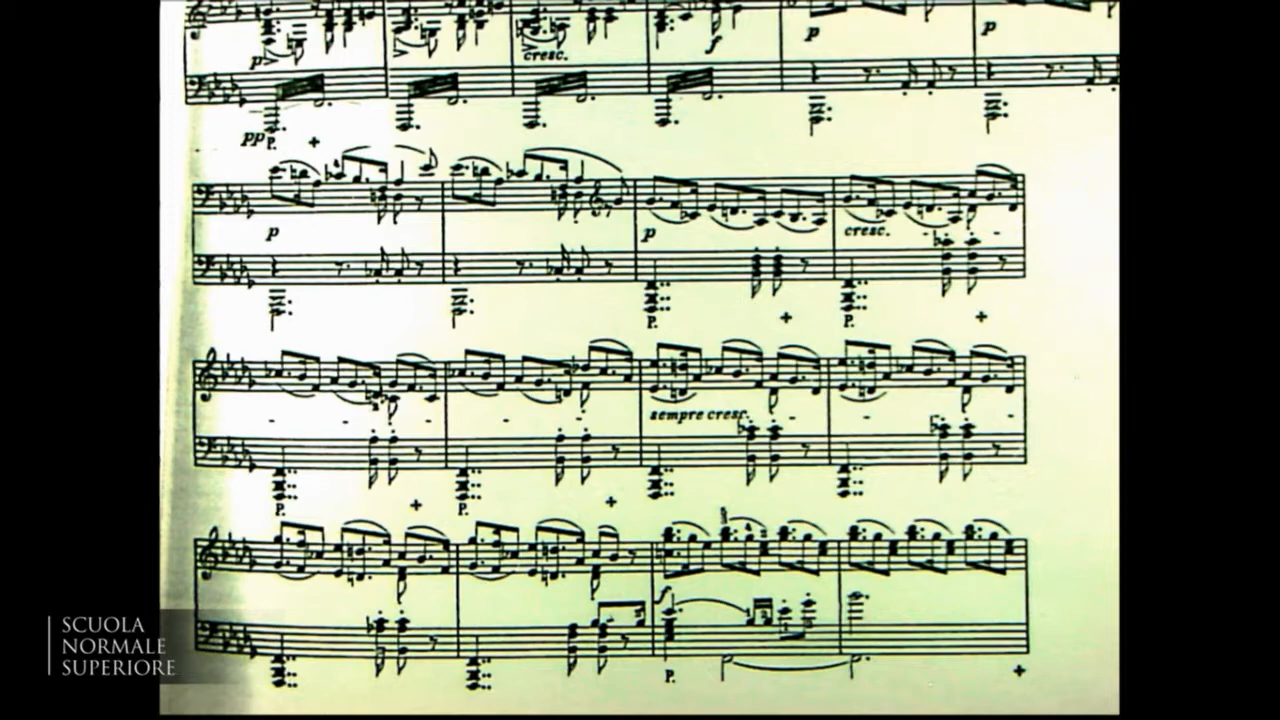 p cresc. f p p
pp P.
p p cresc.
P. P.
sempre cresc.
P. P.
f
P.
SCUOLA
NORMALE
SUPERIORE